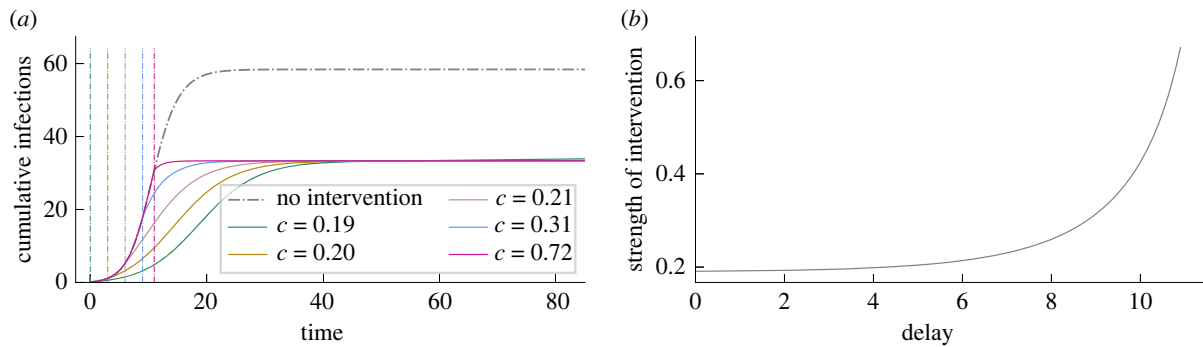 (a)
(b)
cumulative infections
60
40
20
0
0
20
40
60
80
time
no intervention
c = 0.19
c = 0.20
c = 0.21
c = 0.31
c = 0.72
strength of intervention
0.6
0.4
0.2
0
2
4
6
8
10
delay